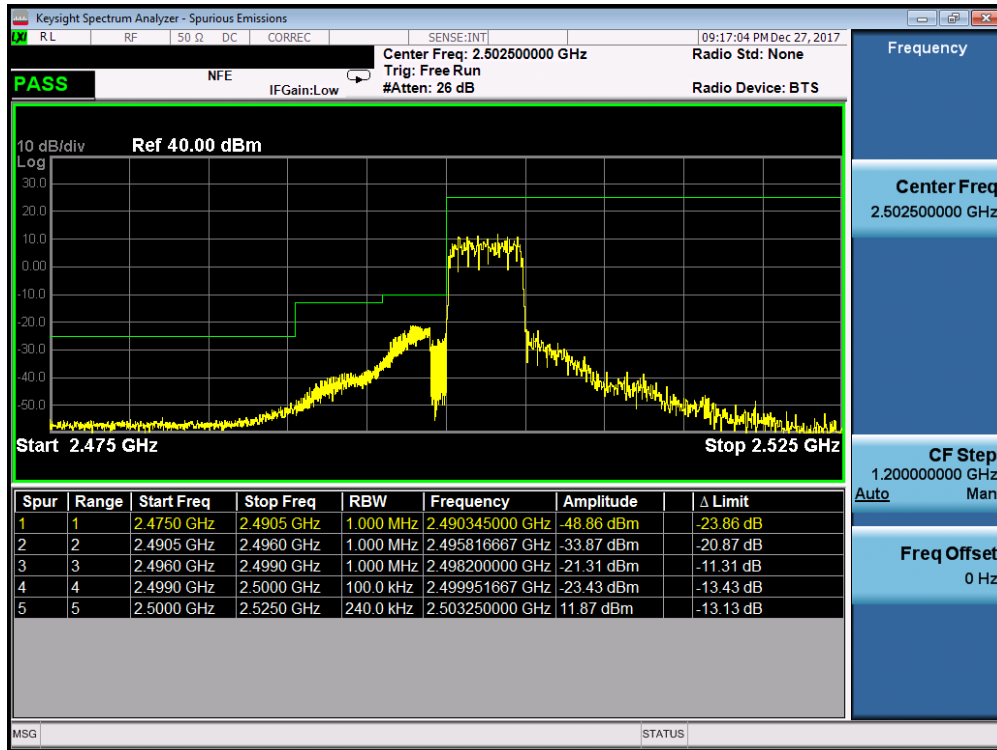 Keysight Spectrum Analyzer - Spurious Emissions
LXI RL RF 50 Ω DC CORREC SENSE:INT 09:17:04 PM Dec 27, 2017
Center Freq: 2.502500000 GHz Radio Std: None
NFE Trig: Free Run
PASS IFGain:Low #Atten: 26 dB Radio Device: BTS
10 dB/div Ref 40.00 dBm
Log
30.0
20.0
10.0
0.00
-10.0
-20.0
-30.0
-40.0
-50.0
Start 2.475 GHz Stop 2.525 GHz
Spur Range Start Freq Stop Freq RBW Frequency Amplitude Δ Limit
1 1 2.4750 GHz 2.4905 GHz 1.000 MHz 2.490345000 GHz -48.86 dBm -23.86 dB
2 2 2.4905 GHz 2.4960 GHz 1.000 MHz 2.495816667 GHz -33.87 dBm -20.87 dB
3 3 2.4960 GHz 2.4990 GHz 1.000 MHz 2.498200000 GHz -21.31 dBm -11.31 dB
4 4 2.4990 GHz 2.5000 GHz 100.0 kHz 2.499951667 GHz -23.43 dBm -13.43 dB
5 5 2.5000 GHz 2.5250 GHz 240.0 kHz 2.503250000 GHz 11.87 dBm -13.13 dB
MSG STATUS
Frequency
Center Freq
2.502500000 GHz
CF Step
1.200000000 GHz
Auto Man
Freq Offset
0 Hz